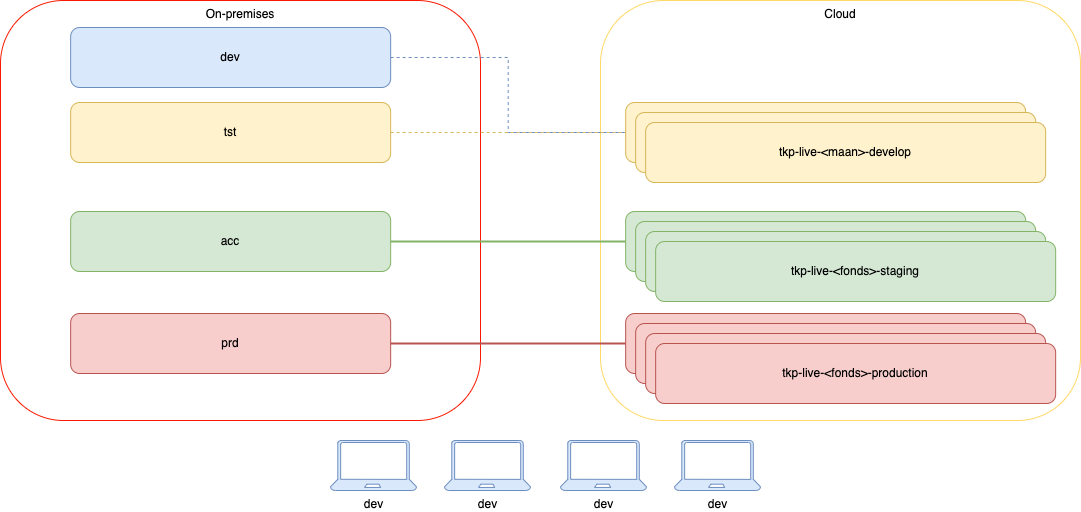 On-premises
Cloud
dev
tst
tkp-live-<maan>-develop
acc
tkp-live-<fonds>-staging
prd
tkp-live-<fonds>-production
dev
dev
dev
dev